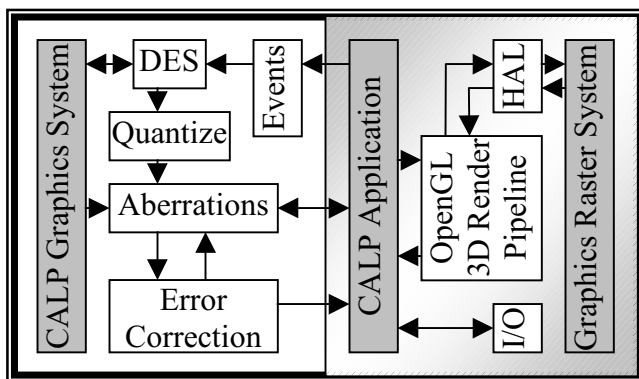 CALP Graphics System
DES
Events
Quantize
Aberrations
Error
Correction
CALP Application
OpenGL
3D Render
Pipeline
HAL
I/O
Graphics Raster System